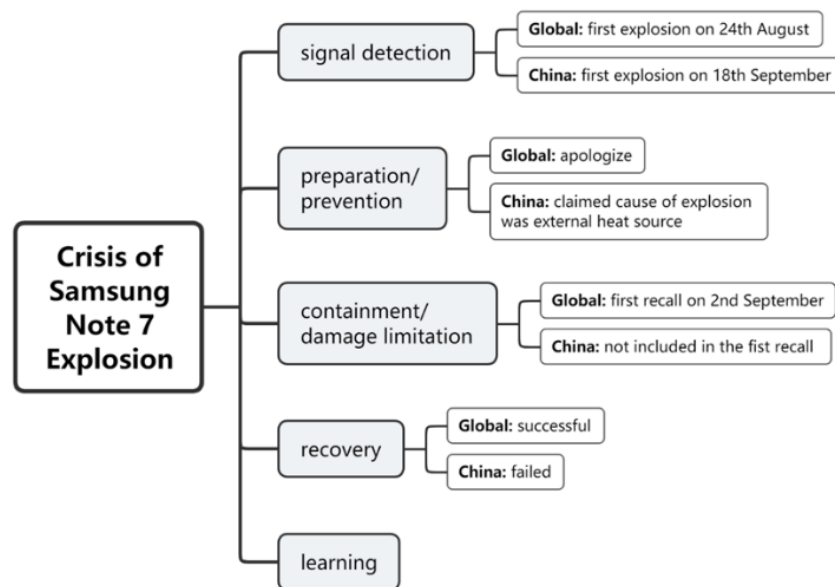 Crisis of
Samsung
Note 7
Explosion
signal detection
Global: first explosion on 24th August
China: first explosion on 18th September
preparation/
prevention
Global: apologize
China: claimed cause of explosion
was external heat source
containment/
damage limitation
Global: first recall on 2nd September
China: not included in the fist recall
recovery
Global: successful
China: failed
learning